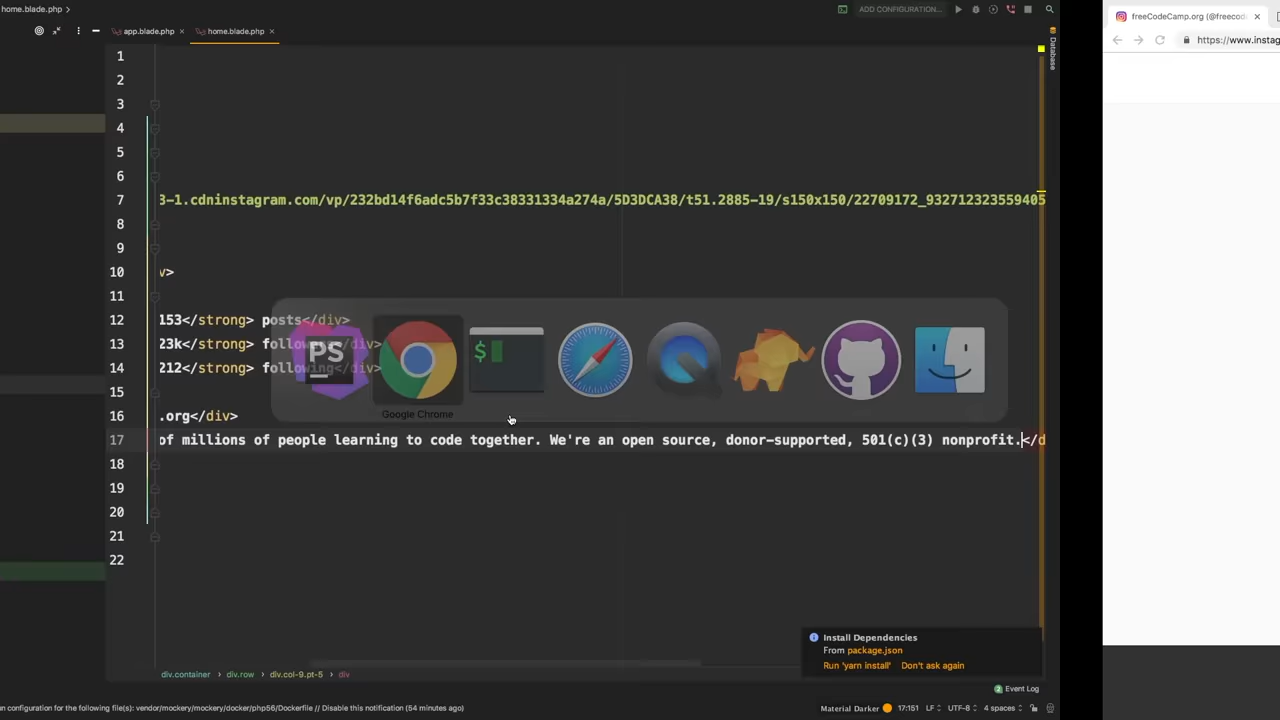 home.blade.php
ADD CONFIGURATION...
app.blade.php
home.blade.php
freeCodeCamp.org (@freecod
https://www.instag
Database
1
2
3
4
5
6
7 3-1.cdninstagram.com/vp/232bd14f6adc5b7f33c38331334a274a/5D3DCA38/t51.2885-19/s150x150/22709172_932712323559405
8
9
10 v>
11
12 153</strong> posts</div>
13 23k</strong> followers</div>
14 212</strong> following</div>
15
16 .org</div>
17 of millions of people learning to code together. We're an open source, donor-supported, 501(c)(3) nonprofit.</d
18
19
20
21
22
PS
$
Google Chrome
Install Dependencies
From package.json
Run 'yarn install' Don't ask again
div.container › div.row › div.col-9.pt-5 › div
2 Event Log
n configuration for the following file(s): vendor/mockery/mockery/docker/php56/Dockerfile // Disable this notification (54 minutes ago)
Material Darker 17:151 LF UTF-8 4 spaces